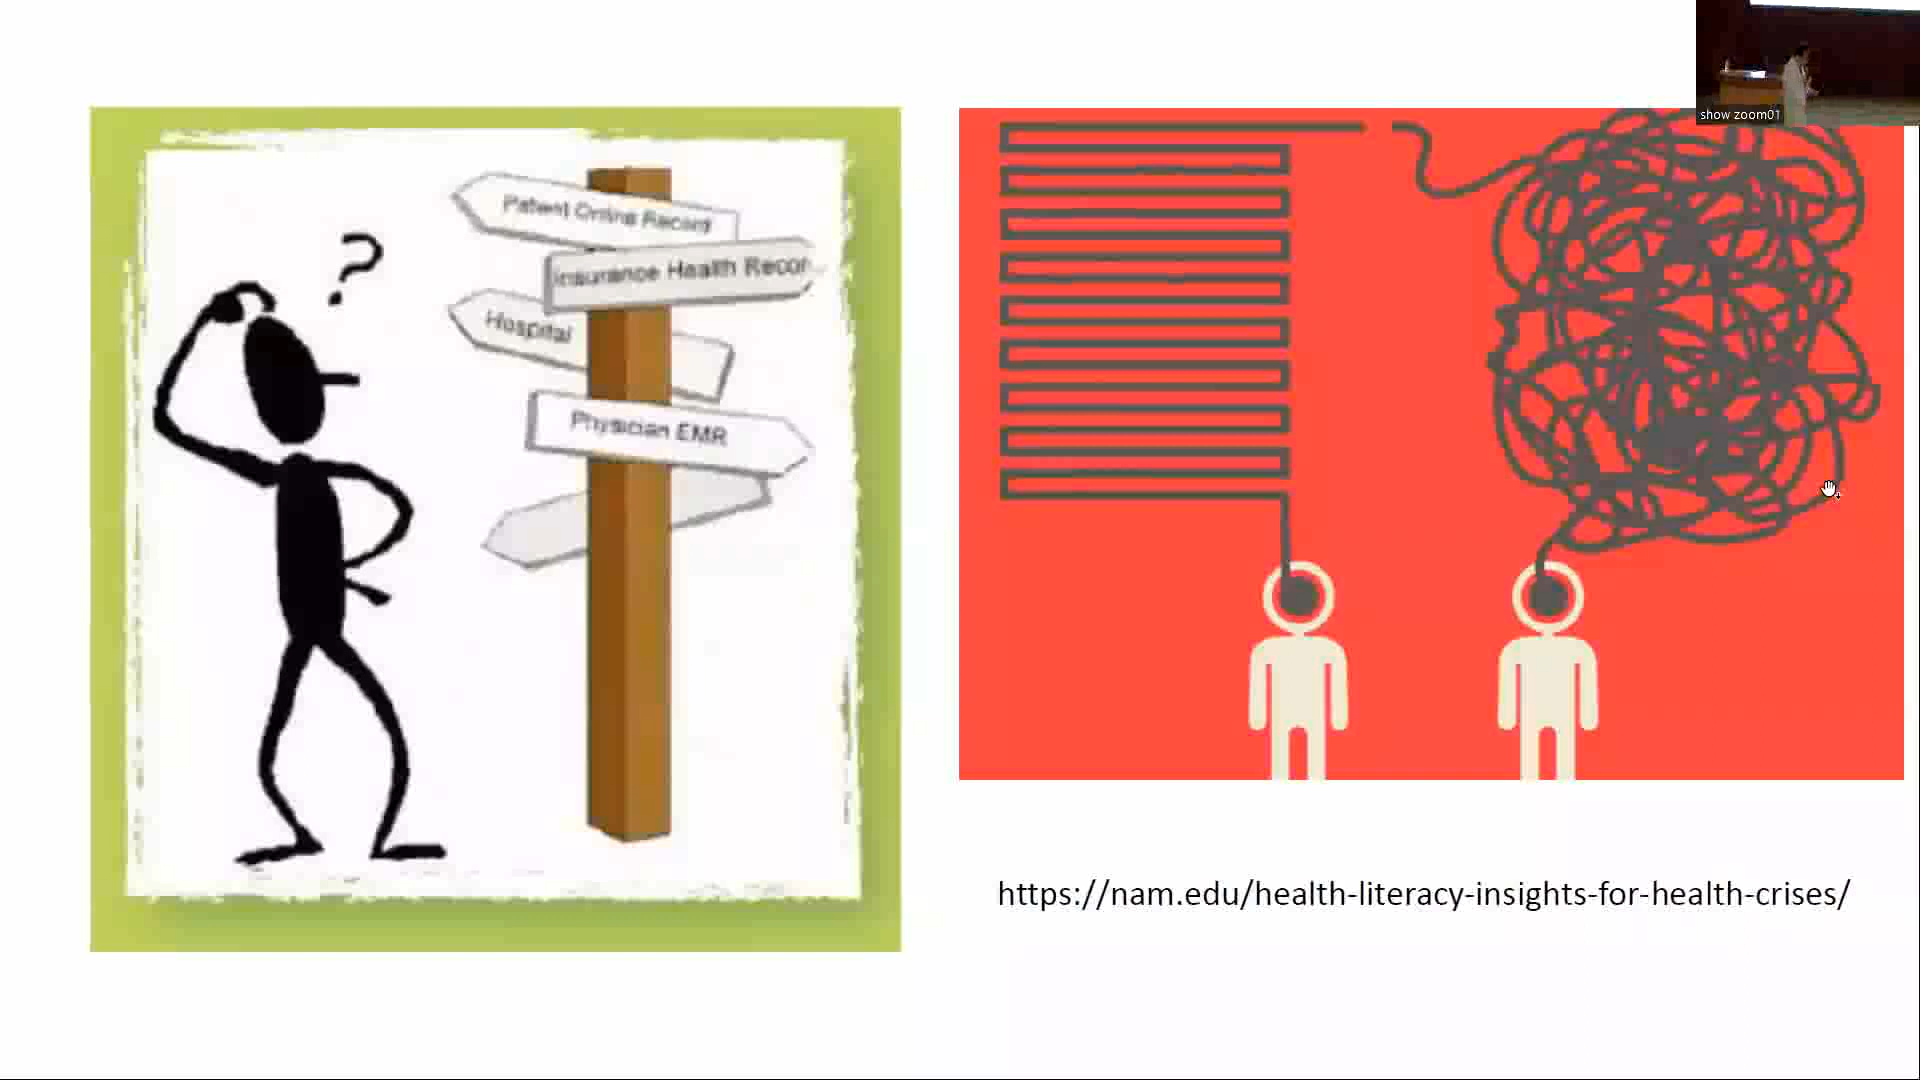 show zoom01
Patient Online Record
Insurance Health Recor
?
Hospital
Physician EMR
https://nam.edu/health-literacy-insights-for-health-crises/